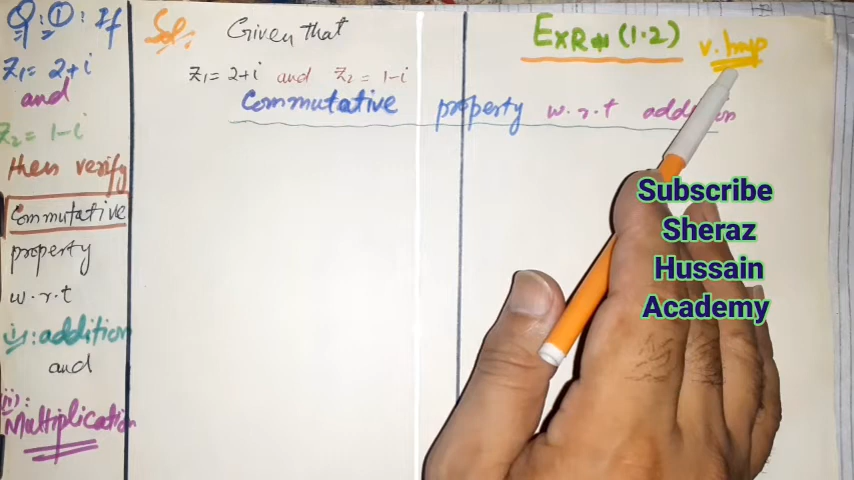 Q:①: If
z₁= 2+i
and
z₂ = 1-i
then verify
Commutative
property
w.r.t
i): addition
and
(ii):
Multiplication
Sol:
Given that
z₁= 2+i and z₂ = 1-i
Commutative property w.r.t addition
EXR# (1.2)
v.Imp
Subscribe
Sheraz
Hussain
Academy